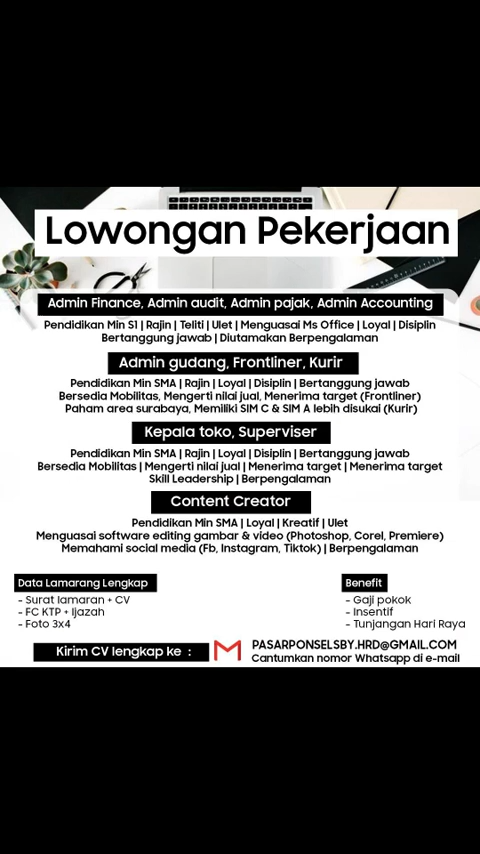 Lowongan Pekerjaan
Admin Finance, Admin audit, Admin pajak, Admin Accounting
Pendidikan Min S1 | Rajin | Teliti | Ulet | Menguasai Ms Office | Loyal | Disiplin
Bertanggung jawab | Diutamakan Berpengalaman
Admin gudang, Frontliner, Kurir
Pendidikan Min SMA | Rajin | Loyal | Disiplin | Bertanggung jawab
Bersedia Mobilitas, Mengerti nilai jual, Menerima target (Frontliner)
Paham area surabaya, Memiliki SIM C & SIM A lebih disukai (Kurir)
Kepala toko, Superviser
Pendidikan Min SMA | Rajin | Loyal | Disiplin | Bertanggung jawab
Bersedia Mobilitas | Mengerti nilai jual | Menerima target | Menerima target
Skill Leadership | Berpengalaman
Content Creator
Pendidikan Min SMA | Loyal | Kreatif | Ulet
Menguasai software editing gambar & video (Photoshop, Corel, Premiere)
Memahami social media (Fb, Instagram, Tiktok) | Berpengalaman
Data Lamarang Lengkap
- Surat lamaran + CV
- FC KTP + Ijazah
- Foto 3x4
Benefit
- Gaji pokok
- Insentif
- Tunjangan Hari Raya
Kirim CV lengkap ke :
PASARPONSELSBY.HRD@GMAIL.COM
Cantumkan nomor Whatsapp di e-mail